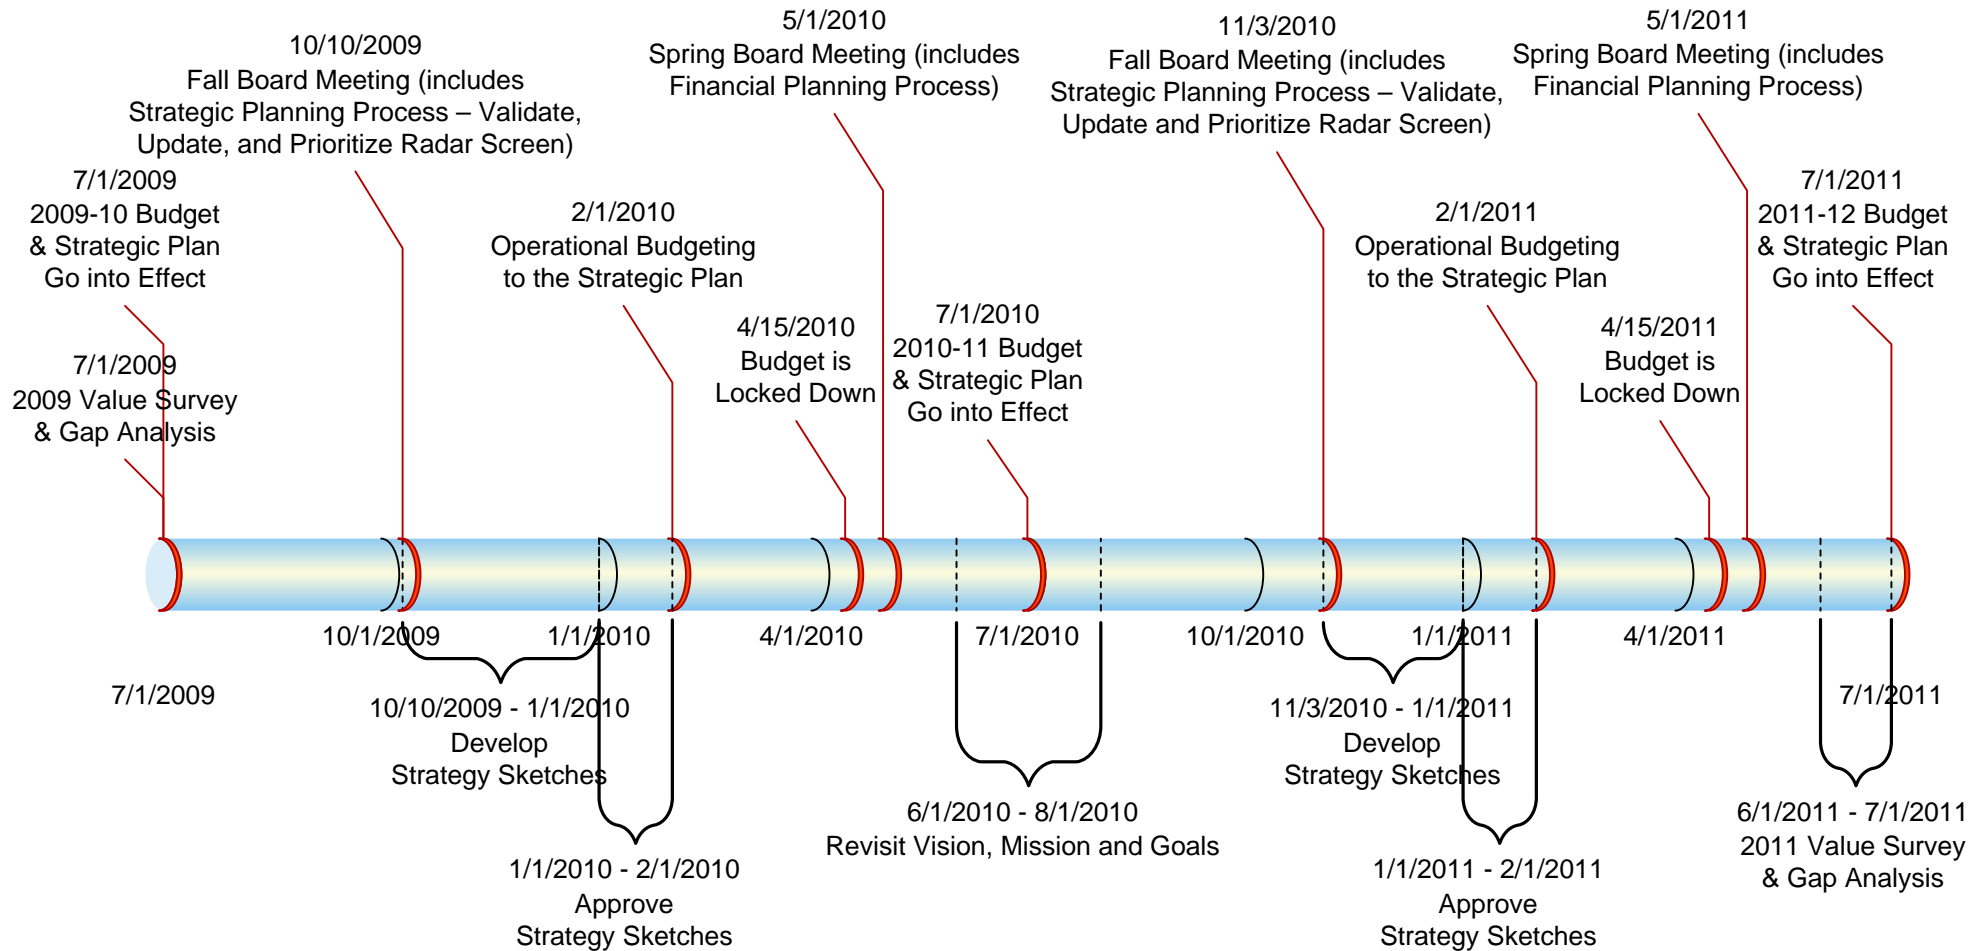 10/10/2009
Fall Board Meeting (includes
Strategic Planning Process – Validate,
Update, and Prioritize Radar Screen)
5/1/2010
Spring Board Meeting (includes
Financial Planning Process)
11/3/2010
Fall Board Meeting (includes
Strategic Planning Process – Validate,
Update and Prioritize Radar Screen)
5/1/2011
Spring Board Meeting (includes
Financial Planning Process)
7/1/2009
2009-10 Budget
& Strategic Plan
Go into Effect
2/1/2010
Operational Budgeting
to the Strategic Plan
2/1/2011
Operational Budgeting
to the Strategic Plan
7/1/2011
2011-12 Budget
& Strategic Plan
Go into Effect
7/1/2009
2009 Value Survey
& Gap Analysis
4/15/2010
Budget is
Locked Down
7/1/2010
2010-11 Budget
& Strategic Plan
Go into Effect
4/15/2011
Budget is
Locked Down
10/1/2009
1/1/2010
4/1/2010
7/1/2010
10/1/2010
1/1/2011
4/1/2011
7/1/2009
7/1/2011
10/10/2009 - 1/1/2010
Develop
Strategy Sketches
11/3/2010 - 1/1/2011
Develop
Strategy Sketches
6/1/2010 - 8/1/2010
Revisit Vision, Mission and Goals
6/1/2011 - 7/1/2011
2011 Value Survey
& Gap Analysis
1/1/2010 - 2/1/2010
Approve
Strategy Sketches
1/1/2011 - 2/1/2011
Approve
Strategy Sketches